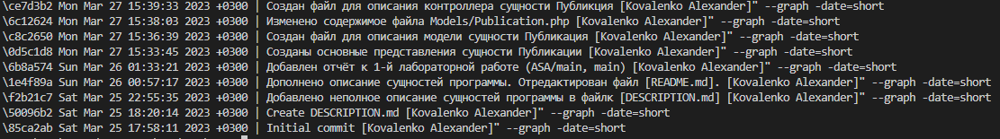 \ce7d3b2 Mon Mar 27 15:39:33 2023 +0300 | Создан файл для описания контроллера сущности Публикция [Kovalenko Alexander]" --graph -date=short
\6c12624 Mon Mar 27 15:38:03 2023 +0300 | Изменено содержимое файла Models/Publication.php [Kovalenko Alexander]" --graph -date=short
\c8c2650 Mon Mar 27 15:36:39 2023 +0300 | Создан файл для описания модели сущности Публикация [Kovalenko Alexander]" --graph -date=short
\0d5c1d8 Mon Mar 27 15:33:45 2023 +0300 | Созданы основные представления сущности Публикации [Kovalenko Alexander]" --graph -date=short
\6b8a574 Sun Mar 26 01:33:21 2023 +0300 | Добавлен отчёт к 1-й лабораторной работе (ASA/main, main) [Kovalenko Alexander]" --graph -date=short
\1e4f89a Sun Mar 26 00:57:17 2023 +0300 | Дополнено описание сущностей программы. Отредактирован файл [README.md]. [Kovalenko Alexander]" --graph -date=short
\f2b21c7 Sat Mar 25 22:55:35 2023 +0300 | Добавлено неполное описание сущностей программы в файлк [DESCRIPTION.md] [Kovalenko Alexander]" --graph -date=short
\50096b2 Sat Mar 25 18:20:14 2023 +0300 | Create DESCRIPTION.md [Kovalenko Alexander]" --graph -date=short
\85ca2ab Sat Mar 25 17:58:11 2023 +0300 | Initial commit [Kovalenko Alexander]" --graph -date=short